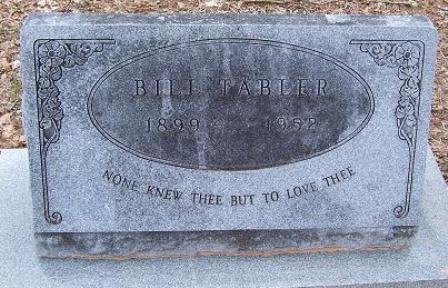 BILL TABLER
1899 - 1952
NONE KNEW THEE BUT TO LOVE THEE